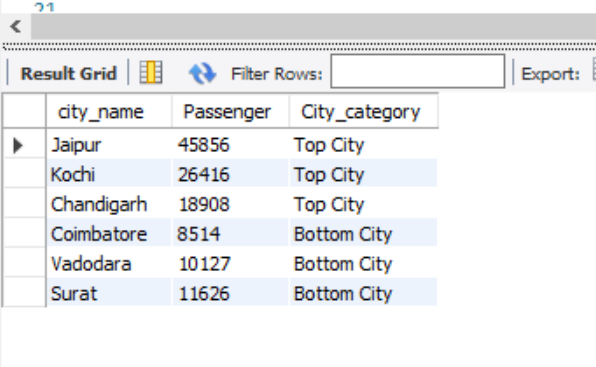 21
Result Grid Filter Rows: Export:
city_name Passenger City_category
Jaipur 45856 Top City
Kochi 26416 Top City
Chandigarh 18908 Top City
Coimbatore 8514 Bottom City
Vadodara 10127 Bottom City
Surat 11626 Bottom City